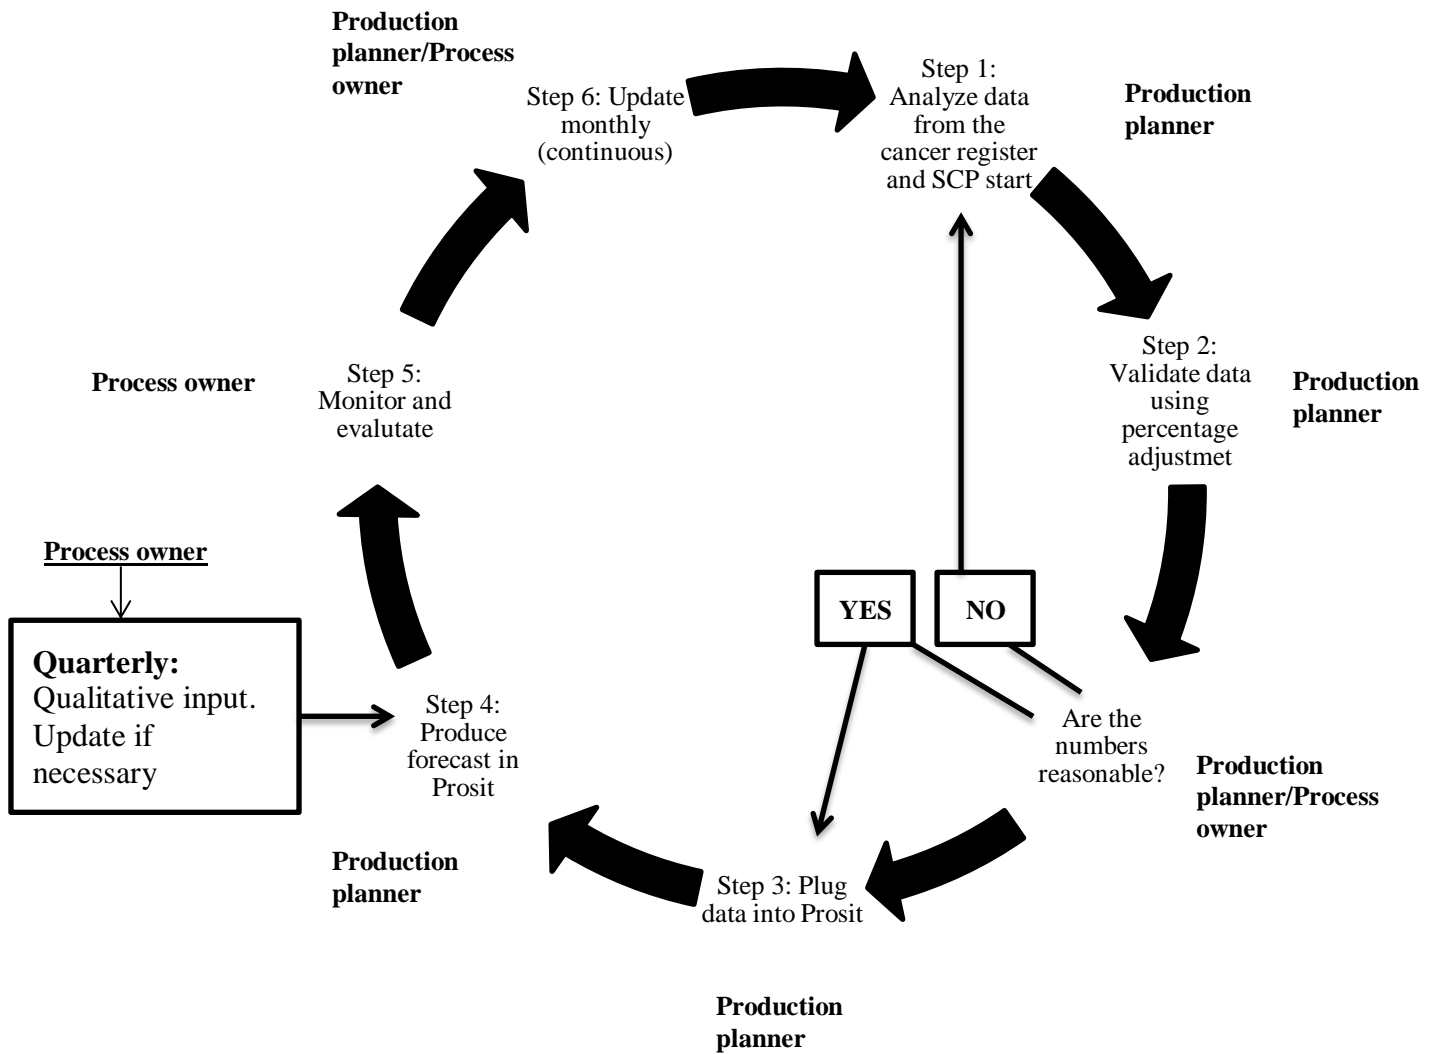 Production
planner/Process
owner
Step 6: Update
monthly
(continuous)
Step 1:
Analyze data
from the
cancer register
and SCP start
Production
planner
Step 2:
Validate data
using
percentage
adjustmet
Production
planner
Process owner
Step 5:
Monitor and
evalutate
Process owner
Quarterly:
Qualitative input.
Update if
necessary
YES
NO
Are the
numbers
reasonable?
Production
planner/Process
owner
Step 4:
Produce
forecast in
Prosit
Production
planner
Step 3: Plug
data into Prosit
Production
planner